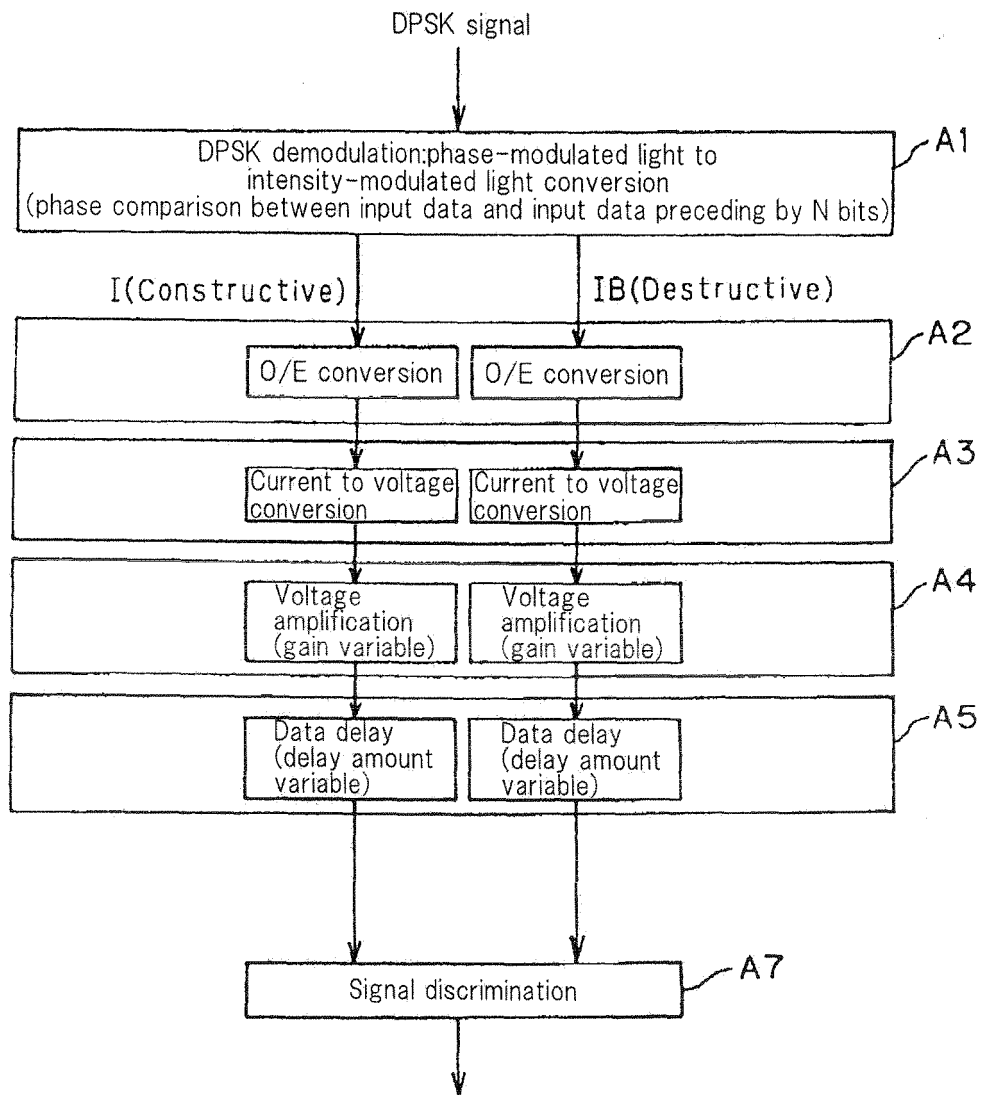 DPSK signal
A1
DPSK demodulation:phase-modulated light to
intensity-modulated light conversion
(phase comparison between input data and input data preceding by N bits)
I(Constructive)
IB(Destructive)
A2
O/E conversion
O/E conversion
A3
Current to voltage
conversion
Current to voltage
conversion
A4
Voltage
amplification
(gain variable)
Voltage
amplification
(gain variable)
A5
Data delay
(delay amount
variable)
Data delay
(delay amount
variable)
A7
Signal discrimination